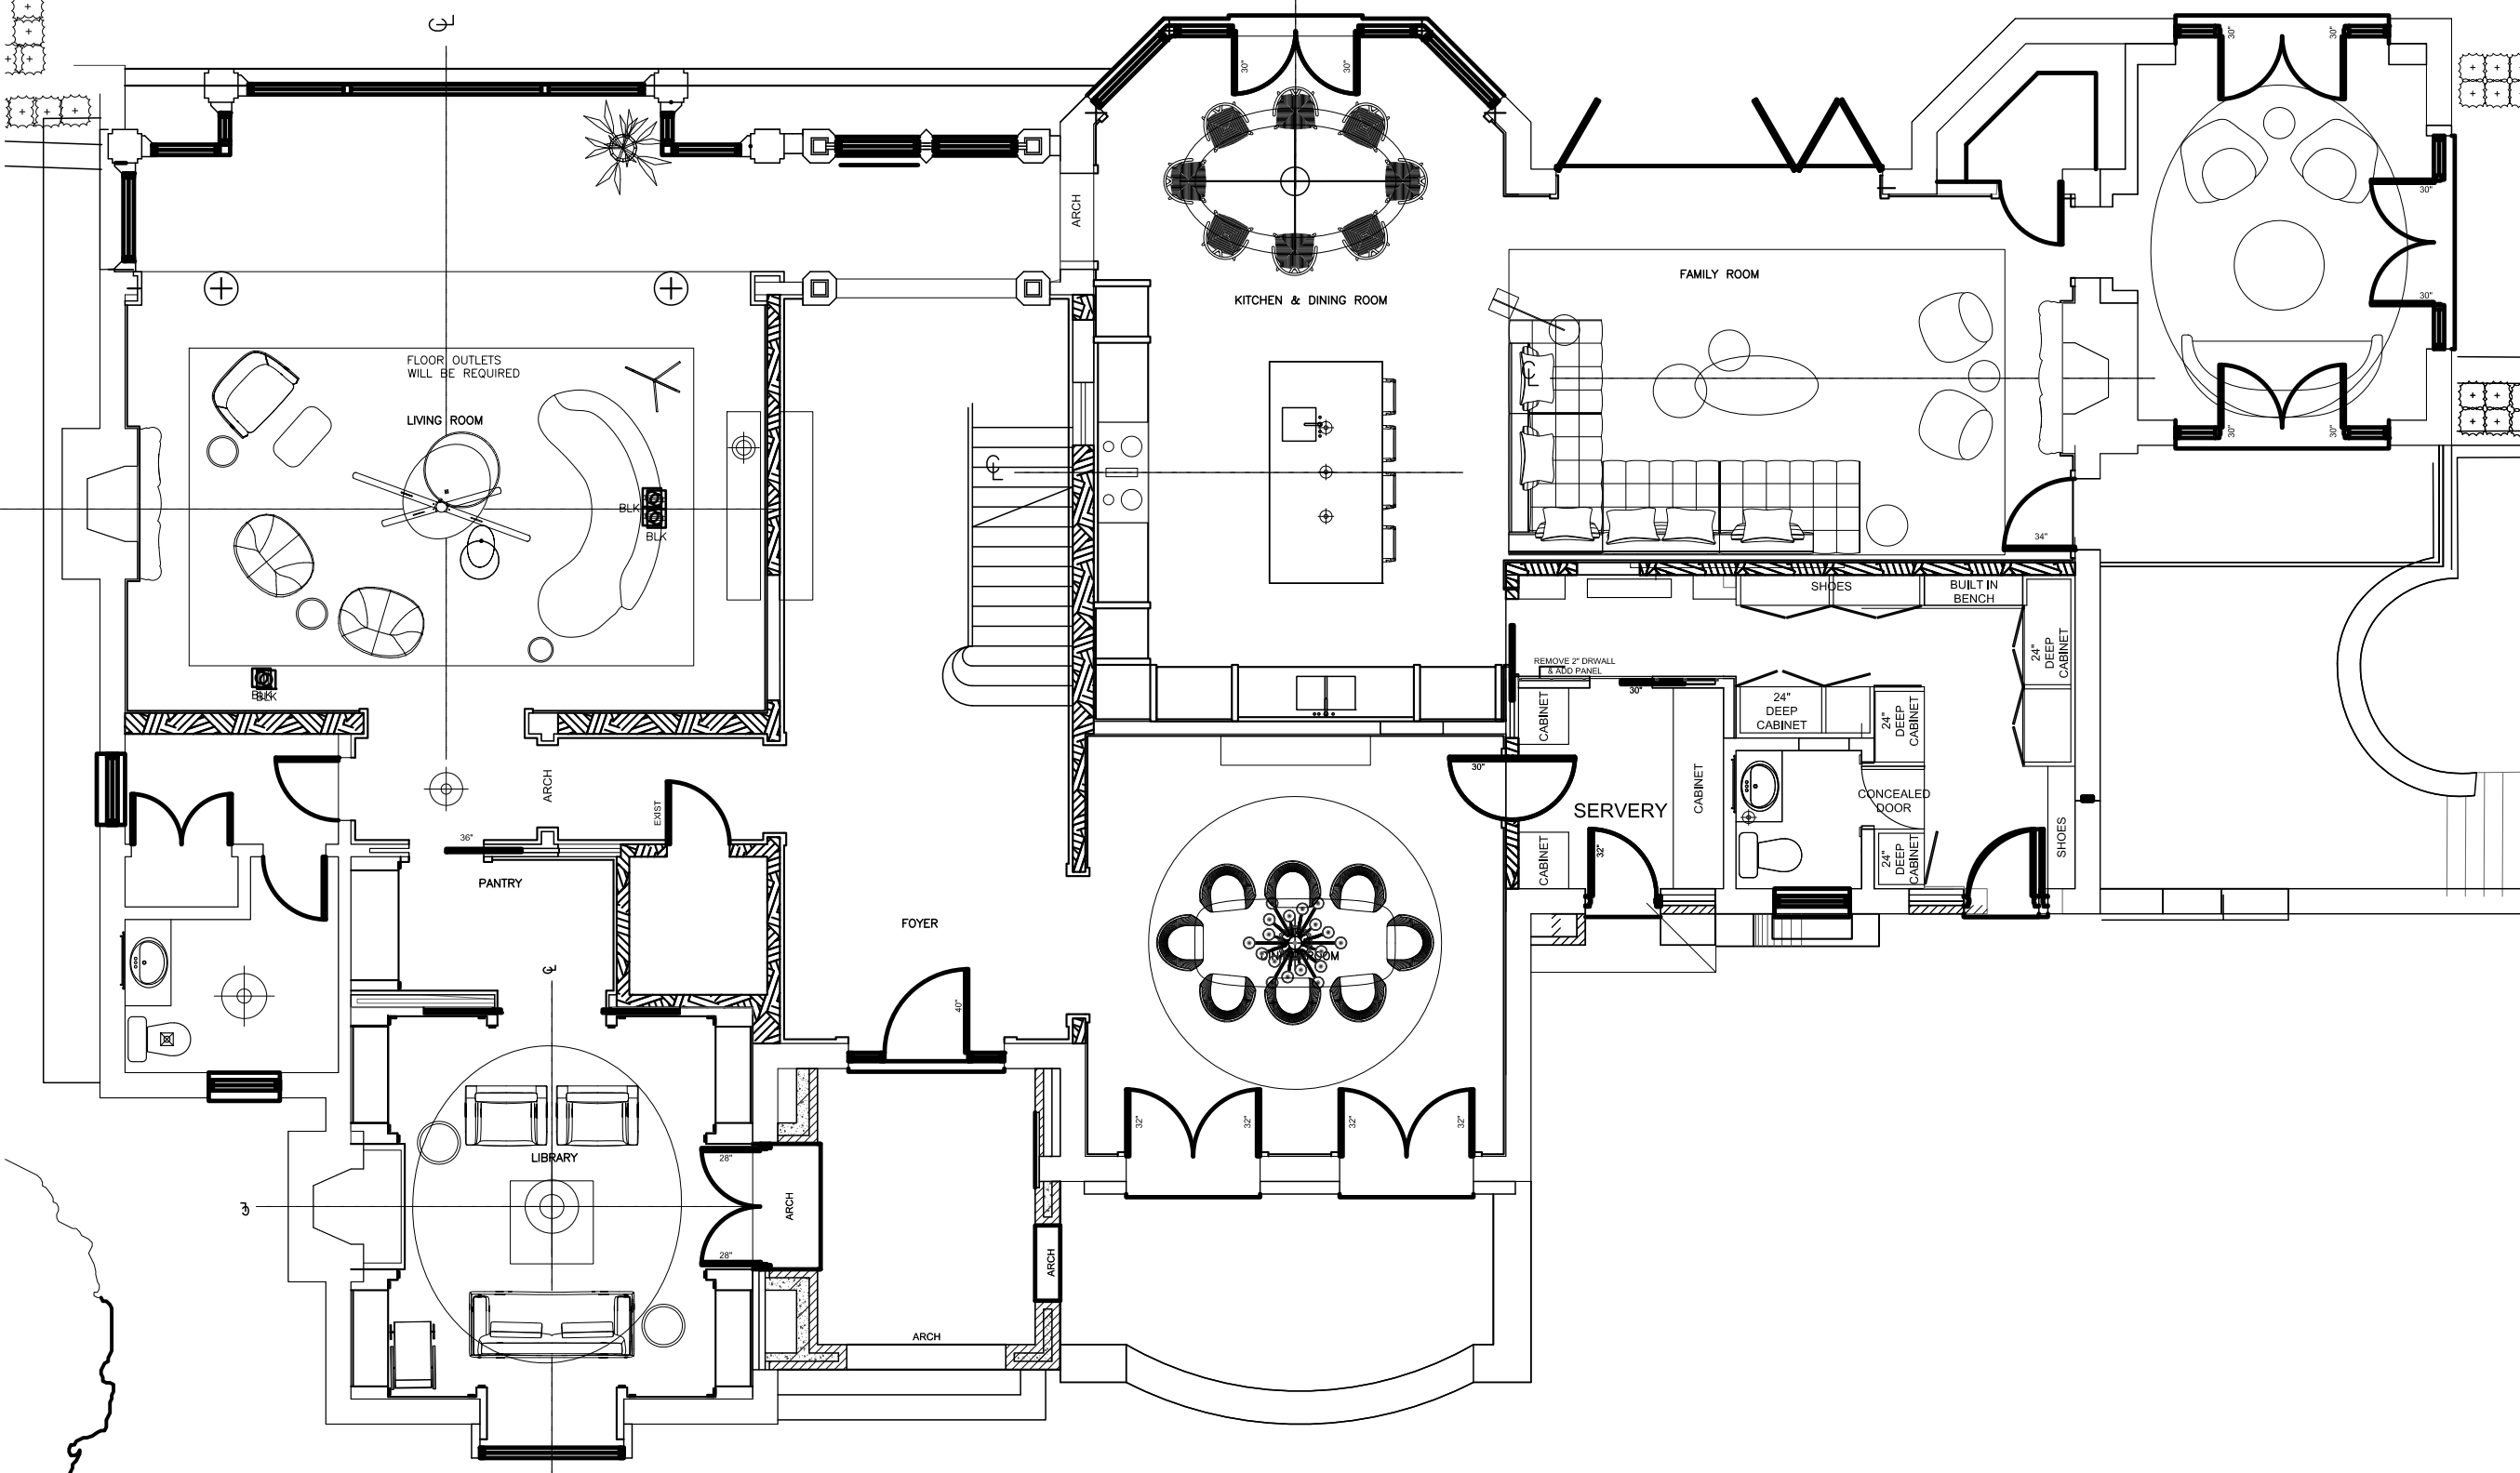 30"
30"
30"
30"
ARCH
30"
KITCHEN & DINING ROOM
FAMILY ROOM
30"
FLOOR OUTLETS
WILL BE REQUIRED
LIVING ROOM
30"
30"
BLK
BLK
34"
SHOES
BUILT IN
BENCH
24"
DEEP
CABINET
REMOVE 2" DRWALL
& ADD PANEL
30"
BLK
BLK
CABINET
24"
DEEP
CABINET
24"
DEEP
CABINET
ARCH
EXIST
30"
SERVERY
CABINET
CONCEALED
DOOR
36"
PANTRY
CABINET
32"
24"
DEEP
CABINET
SHOES
FOYER
40"
32"
32"
32"
32"
LIBRARY
28"
ARCH
28"
ARCH
ARCH